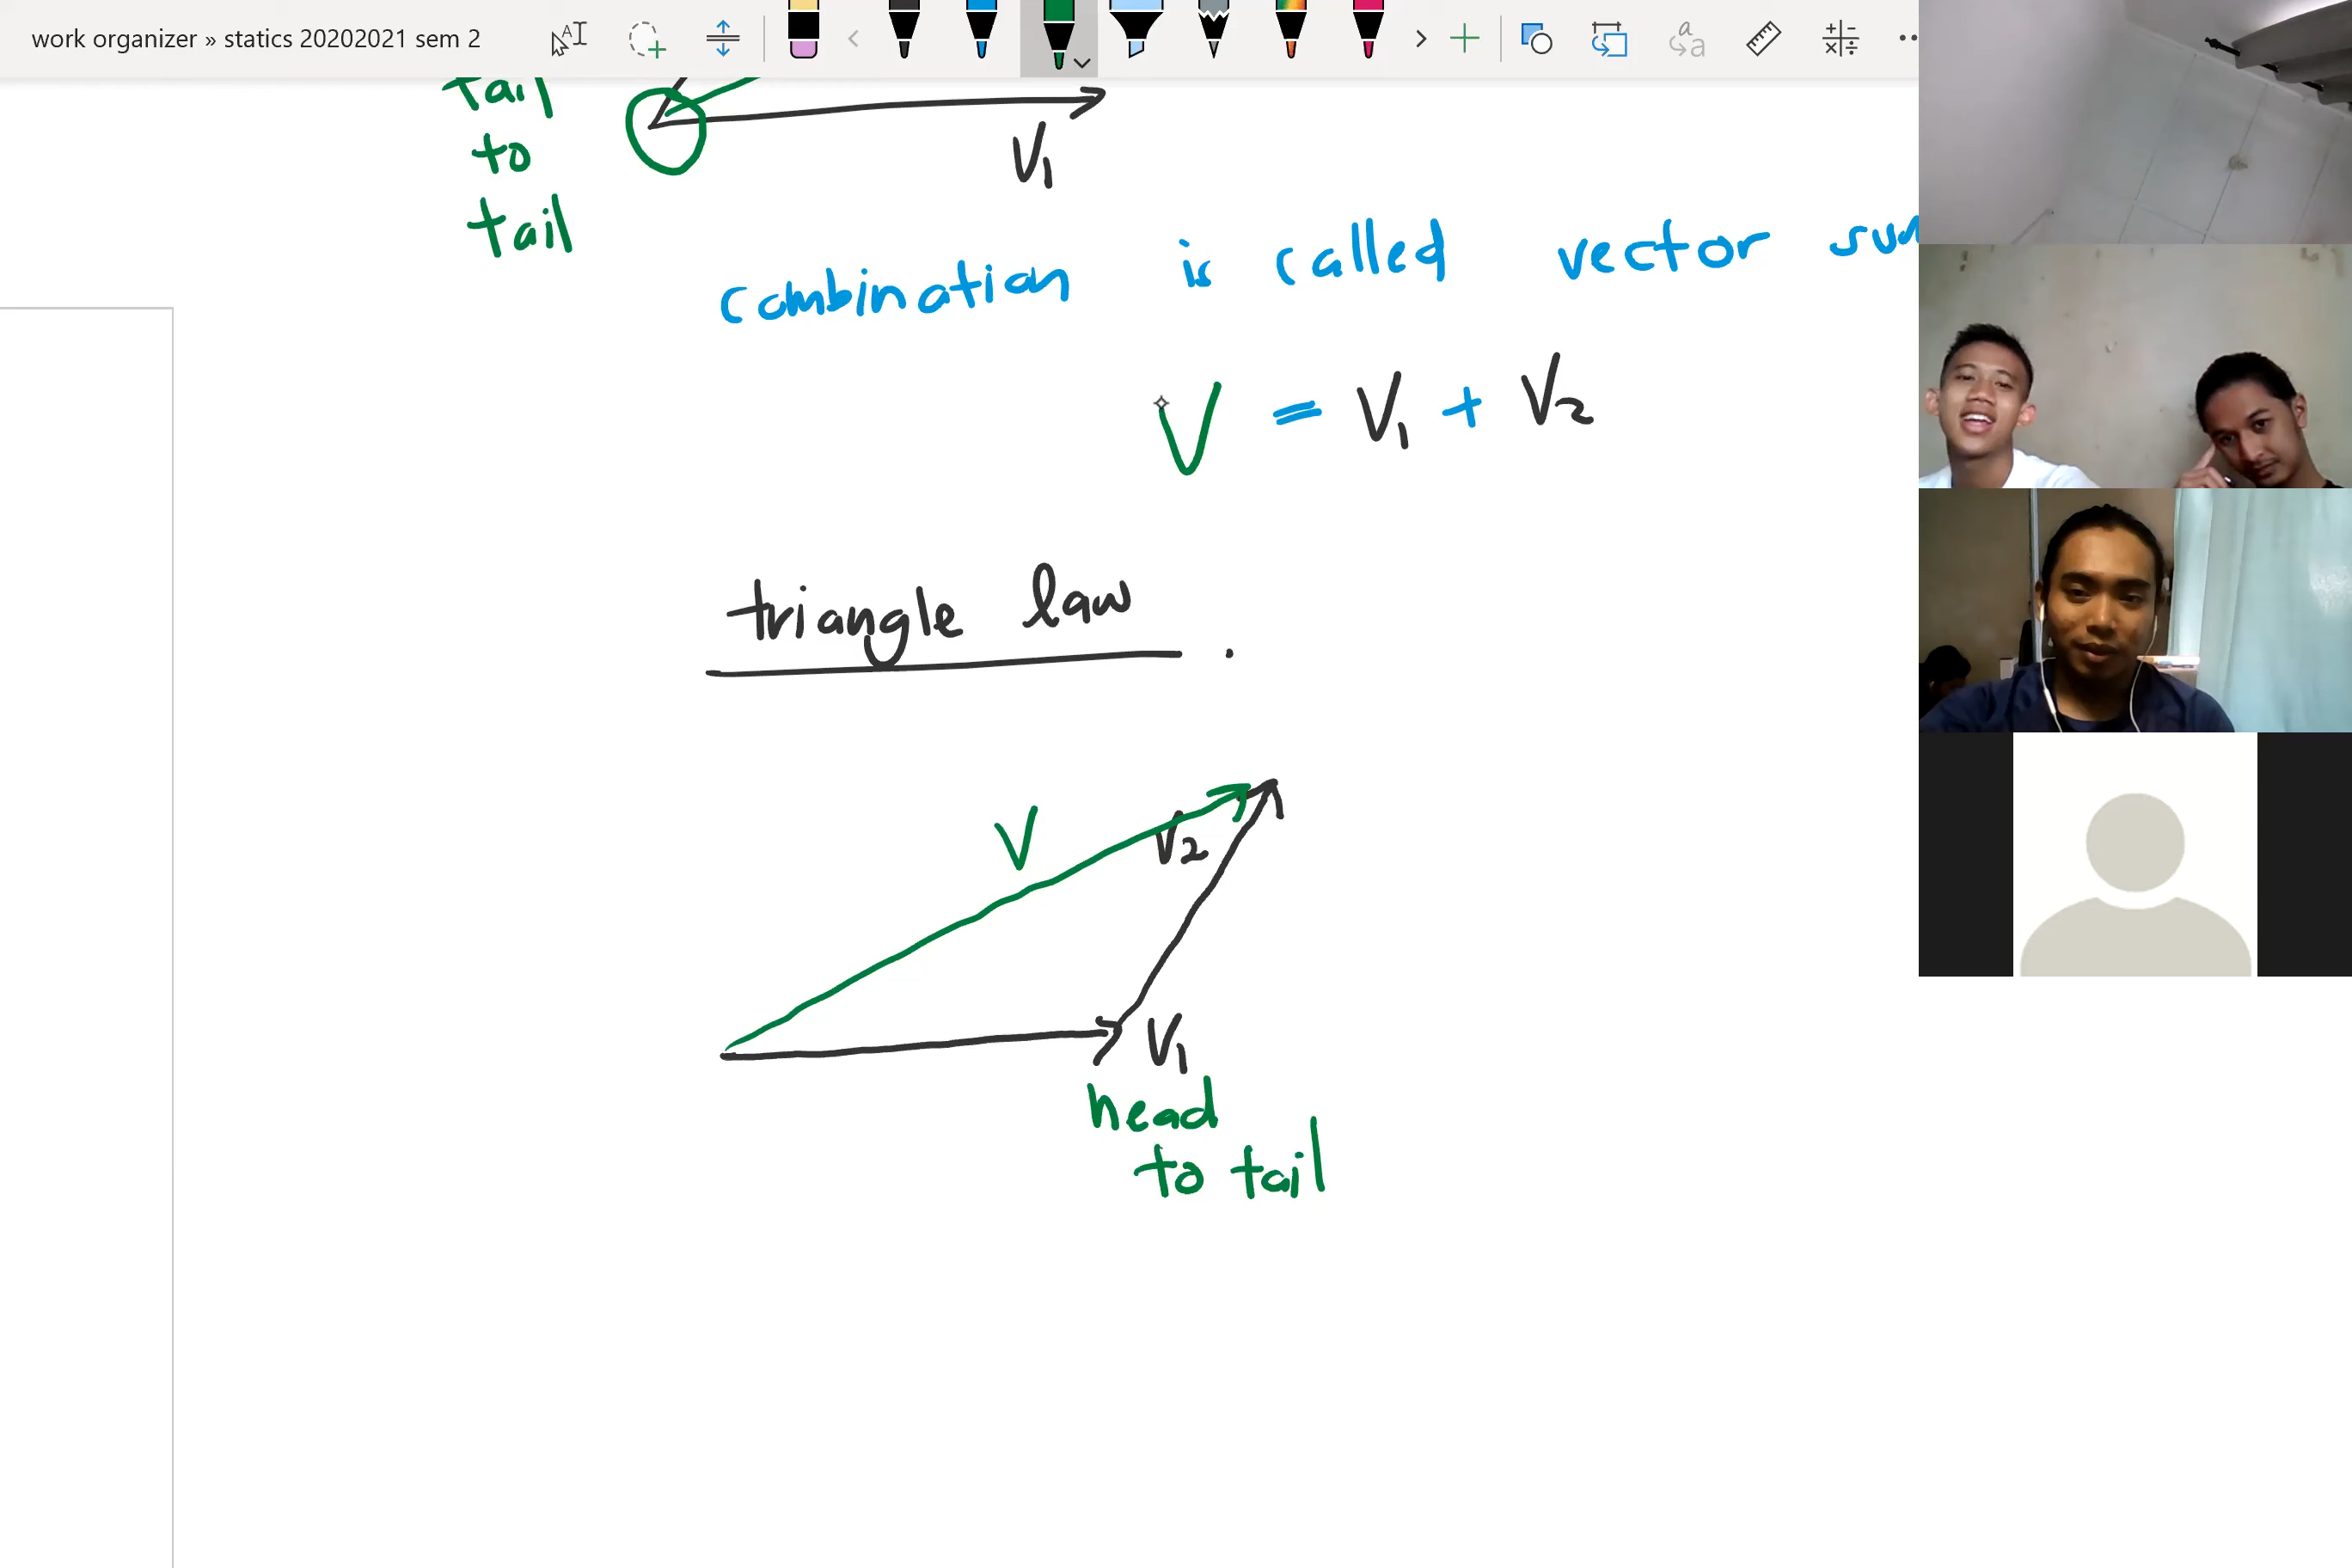 work organizer » statics 20202021 sem 2
tail
to
tail
V1
combination is called vector sum
V = V1 + V2
triangle law .
V
V2
V1
head
to tail